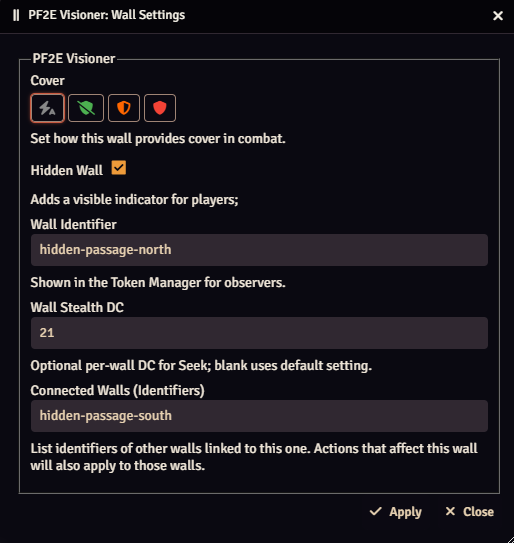 PF2E Visioner: Wall Settings
PF2E Visioner
Cover
Set how this wall provides cover in combat.
Hidden Wall
Adds a visible indicator for players;
Wall Identifier
hidden-passage-north
Shown in the Token Manager for observers.
Wall Stealth DC
21
Optional per-wall DC for Seek; blank uses default setting.
Connected Walls (Identifiers)
hidden-passage-south
List identifiers of other walls linked to this one. Actions that affect this wall
will also apply to those walls.
Apply
Close